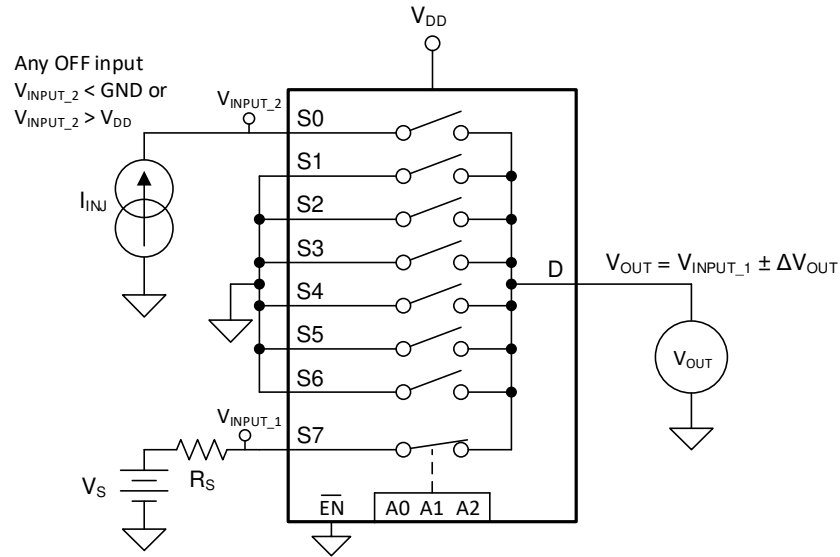 V_DD
Any OFF input
V_INPUT_2 < GND or
V_INPUT_2 > V_DD
V_INPUT_2
S0
S1
I_INJ
S2
S3
D
V_OUT = V_INPUT_1 ± ΔV_OUT
S4
S5
V_OUT
S6
V_INPUT_1
S7
V_S
R_S
E̅N̅
A0 A1 A2